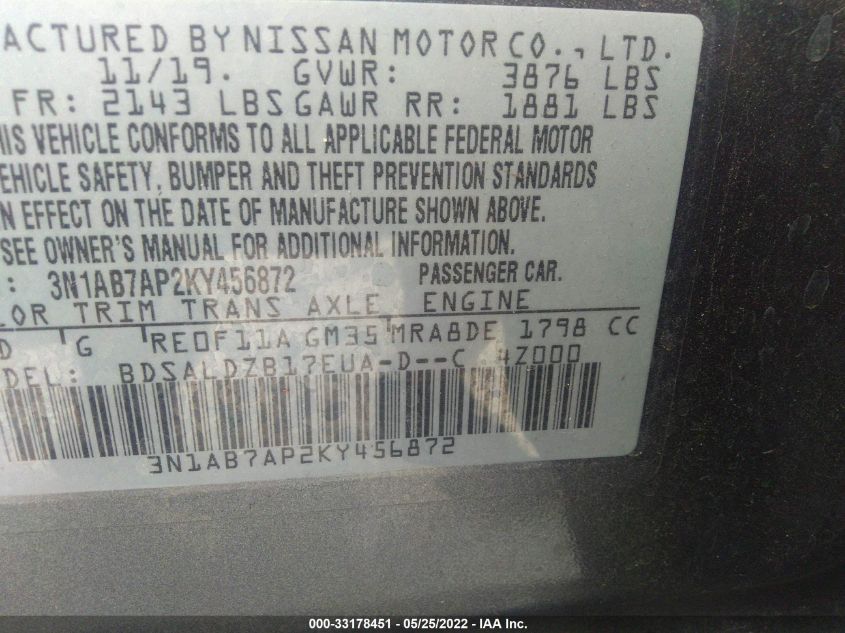 ACTURED BY NISSAN MOTOR CO., LTD.
11/19. GVWR: 3876 LBS
FR: 2143 LBS GAWR RR: 1881 LBS
HIS VEHICLE CONFORMS TO ALL APPLICABLE FEDERAL MOTOR
EHICLE SAFETY, BUMPER AND THEFT PREVENTION STANDARDS
N EFFECT ON THE DATE OF MANUFACTURE SHOWN ABOVE.
SEE OWNER'S MANUAL FOR ADDITIONAL INFORMATION.
: 3N1AB7AP2KY456872 PASSENGER CAR.
LOR TRIM TRANS AXLE ENGINE
D G RE0F11A GM35 MRA8DE 1798 CC
DEL: BDSALDZB17EUA-D--C 4Z000
3N1AB7AP2KY456872
000-33178451 - 05/25/2022 - IAA Inc.